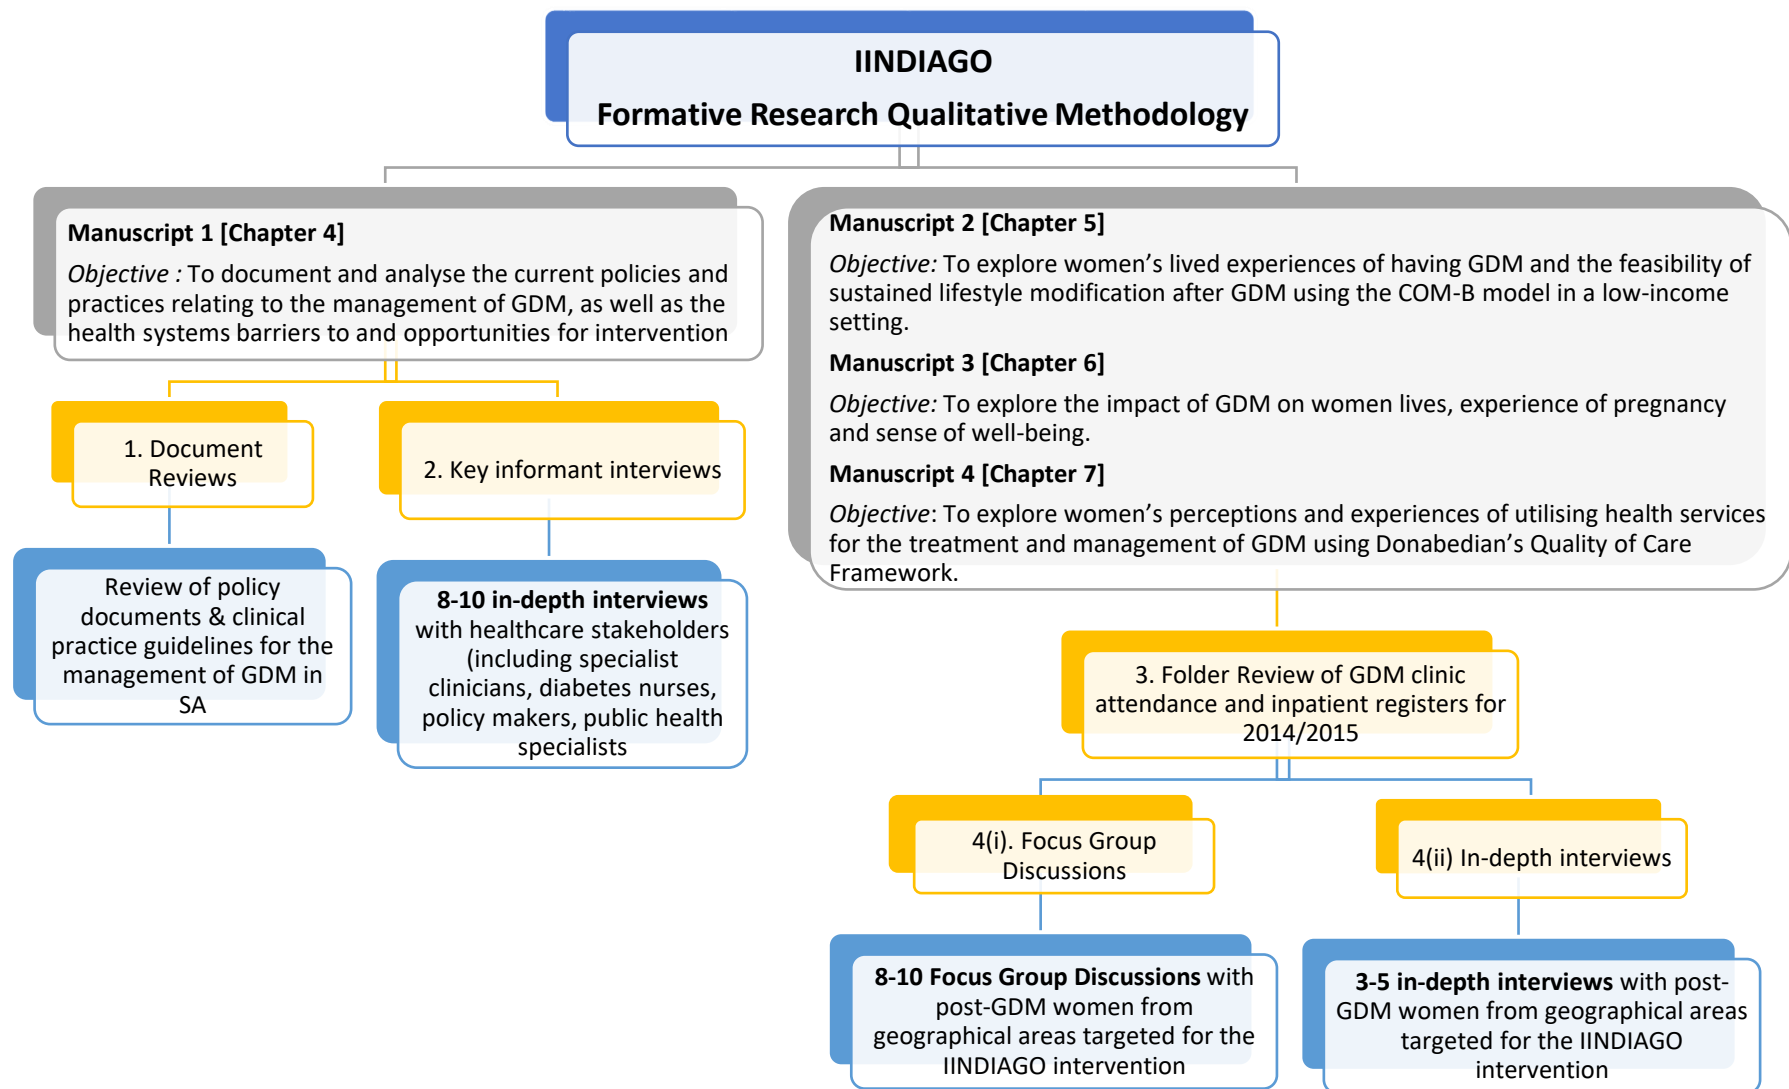 IINDIAGO
Formative Research Qualitative Methodology
Manuscript 1 [Chapter 4]
Objective : To document and analyse the current policies and
practices relating to the management of GDM, as well as the
health systems barriers to and opportunities for intervention
1. Document
Reviews
2. Key informant interviews
Review of policy
documents & clinical
practice guidelines for the
management of GDM in
SA
8-10 in-depth interviews
with healthcare stakeholders
(including specialist
clinicians, diabetes nurses,
policy makers, public health
specialists
Manuscript 2 [Chapter 5]
Objective: To explore women’s lived experiences of having GDM and the feasibility of
sustained lifestyle modification after GDM using the COM-B model in a low-income
setting.
Manuscript 3 [Chapter 6]
Objective: To explore the impact of GDM on women lives, experience of pregnancy
and sense of well-being.
Manuscript 4 [Chapter 7]
Objective: To explore women’s perceptions and experiences of utilising health services
for the treatment and management of GDM using Donabedian’s Quality of Care
Framework.
3. Folder Review of GDM clinic
attendance and inpatient registers for
2014/2015
4(i). Focus Group
Discussions
4(ii) In-depth interviews
8-10 Focus Group Discussions with
post-GDM women from
geographical areas targeted for the
IINDIAGO intervention
3-5 in-depth interviews with post-
GDM women from geographical areas
targeted for the IINDIAGO
intervention